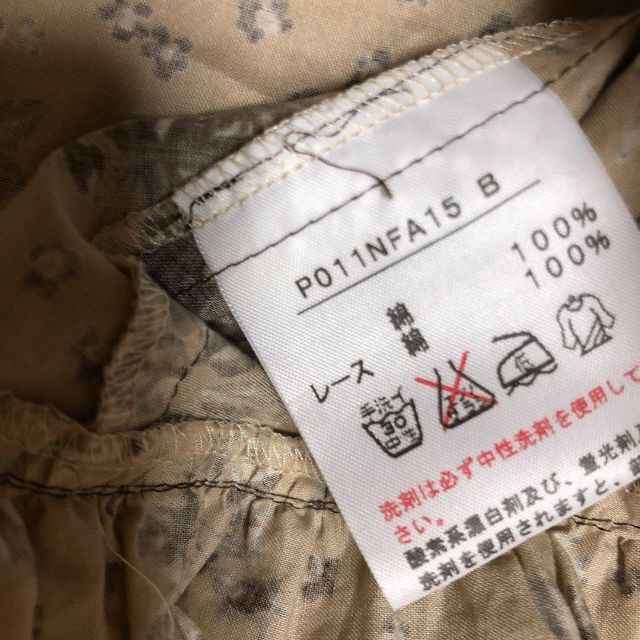 P011NFA15 B
綿 100%
レース 綿 100%
洗剤は必ず中性洗剤を使用して
さい。
酸素系漂白剤及び、蛍光剤
洗剤を使用されますと、